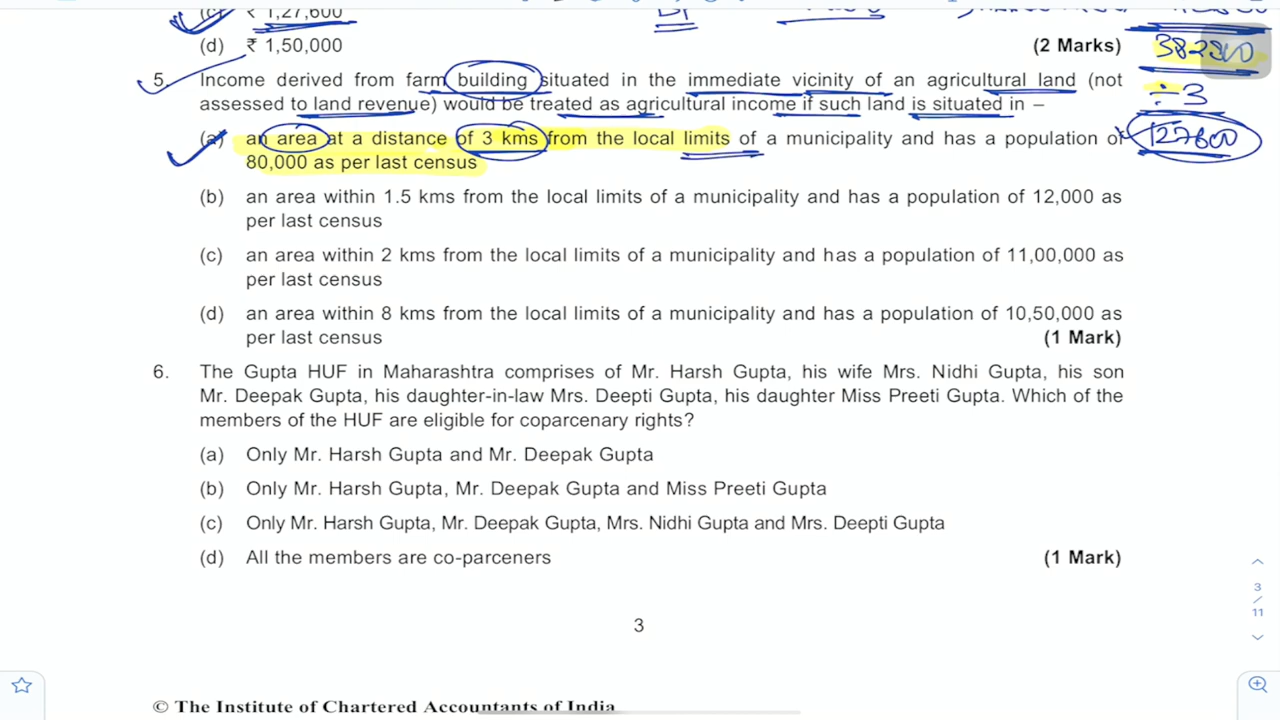 (c) ₹ 1,27,600
(d) ₹ 1,50,000 (2 Marks)
382800
÷ 3
127600
5. Income derived from farm building situated in the immediate vicinity of an agricultural land (not
assessed to land revenue) would be treated as agricultural income if such land is situated in –
(a) an area at a distance of 3 kms from the local limits of a municipality and has a population of
80,000 as per last census
(b) an area within 1.5 kms from the local limits of a municipality and has a population of 12,000 as
per last census
(c) an area within 2 kms from the local limits of a municipality and has a population of 11,00,000 as
per last census
(d) an area within 8 kms from the local limits of a municipality and has a population of 10,50,000 as
per last census (1 Mark)
6. The Gupta HUF in Maharashtra comprises of Mr. Harsh Gupta, his wife Mrs. Nidhi Gupta, his son
Mr. Deepak Gupta, his daughter-in-law Mrs. Deepti Gupta, his daughter Miss Preeti Gupta. Which of the
members of the HUF are eligible for coparcenary rights?
(a) Only Mr. Harsh Gupta and Mr. Deepak Gupta
(b) Only Mr. Harsh Gupta, Mr. Deepak Gupta and Miss Preeti Gupta
(c) Only Mr. Harsh Gupta, Mr. Deepak Gupta, Mrs. Nidhi Gupta and Mrs. Deepti Gupta
(d) All the members are co-parceners (1 Mark)
3
/
11
3
© The Institute of Chartered Accountants of India